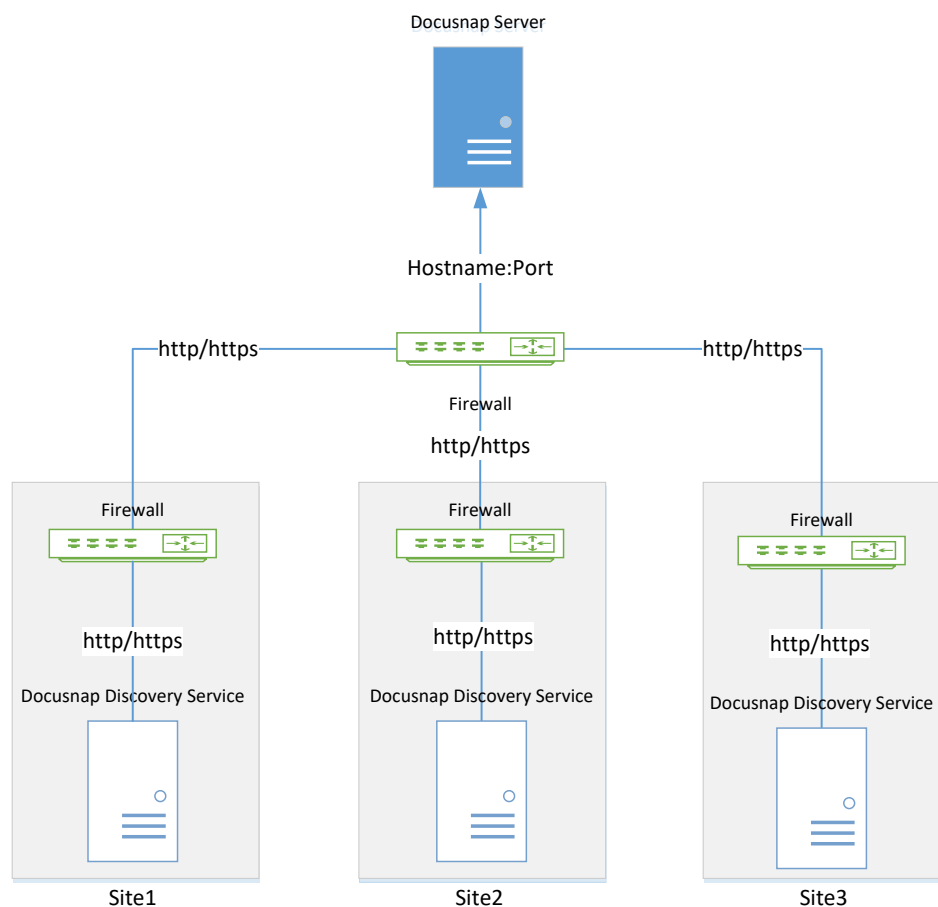 Docusnap Server
Hostname:Port
http/https
http/https
Firewall
http/https
Firewall
Firewall
Firewall
http/https
http/https
http/https
Docusnap Discovery Service
Docusnap Discovery Service
Docusnap Discovery Service
Site1
Site2
Site3